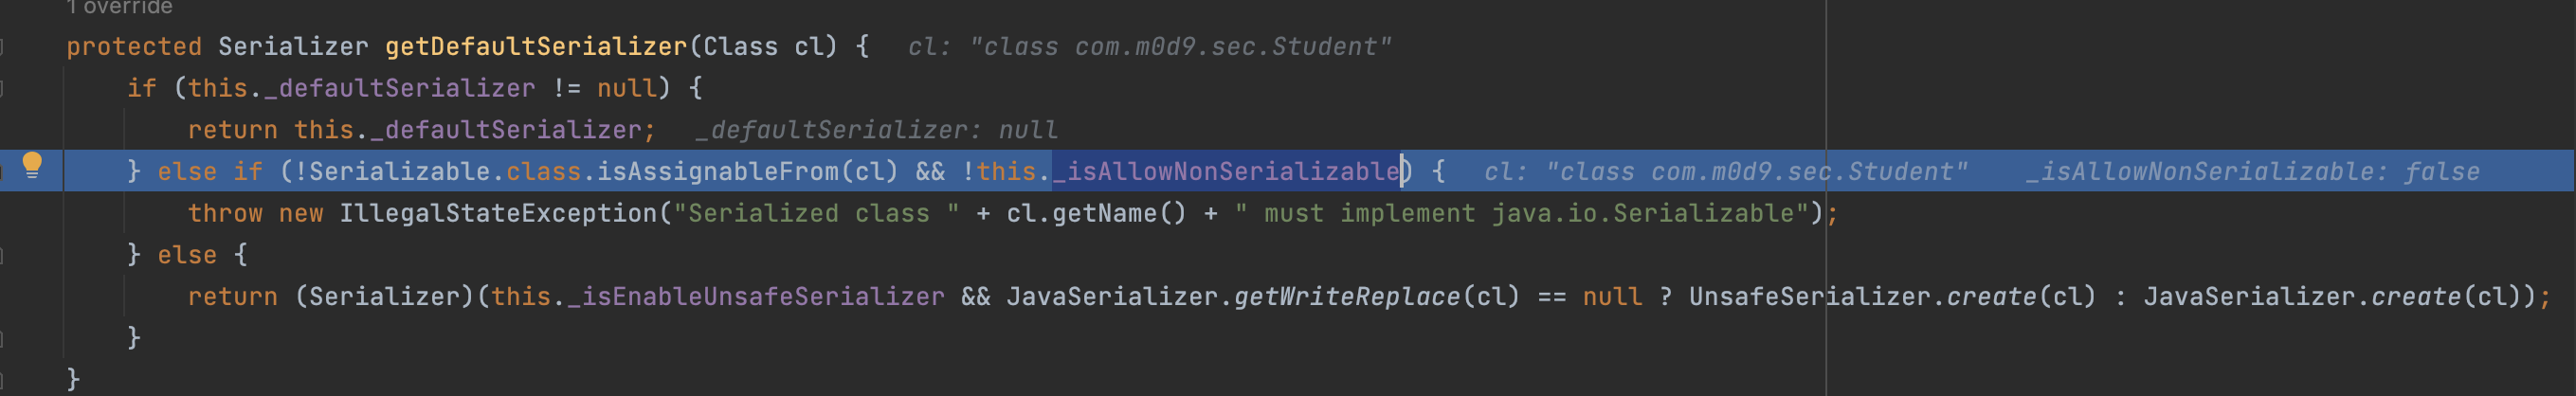 1 override
protected Serializer getDefaultSerializer(Class cl) {   cl: "class com.m0d9.sec.Student"
    if (this._defaultSerializer != null) {
        return this._defaultSerializer;   _defaultSerializer: null
    } else if (!Serializable.class.isAssignableFrom(cl) && !this._isAllowNonSerializable) {   cl: "class com.m0d9.sec.Student"    _isAllowNonSerializable: false
        throw new IllegalStateException("Serialized class " + cl.getName() + " must implement java.io.Serializable");
    } else {
        return (Serializer)(this._isEnableUnsafeSerializer && JavaSerializer.getWriteReplace(cl) == null ? UnsafeSerializer.create(cl) : JavaSerializer.create(cl));
    }
}